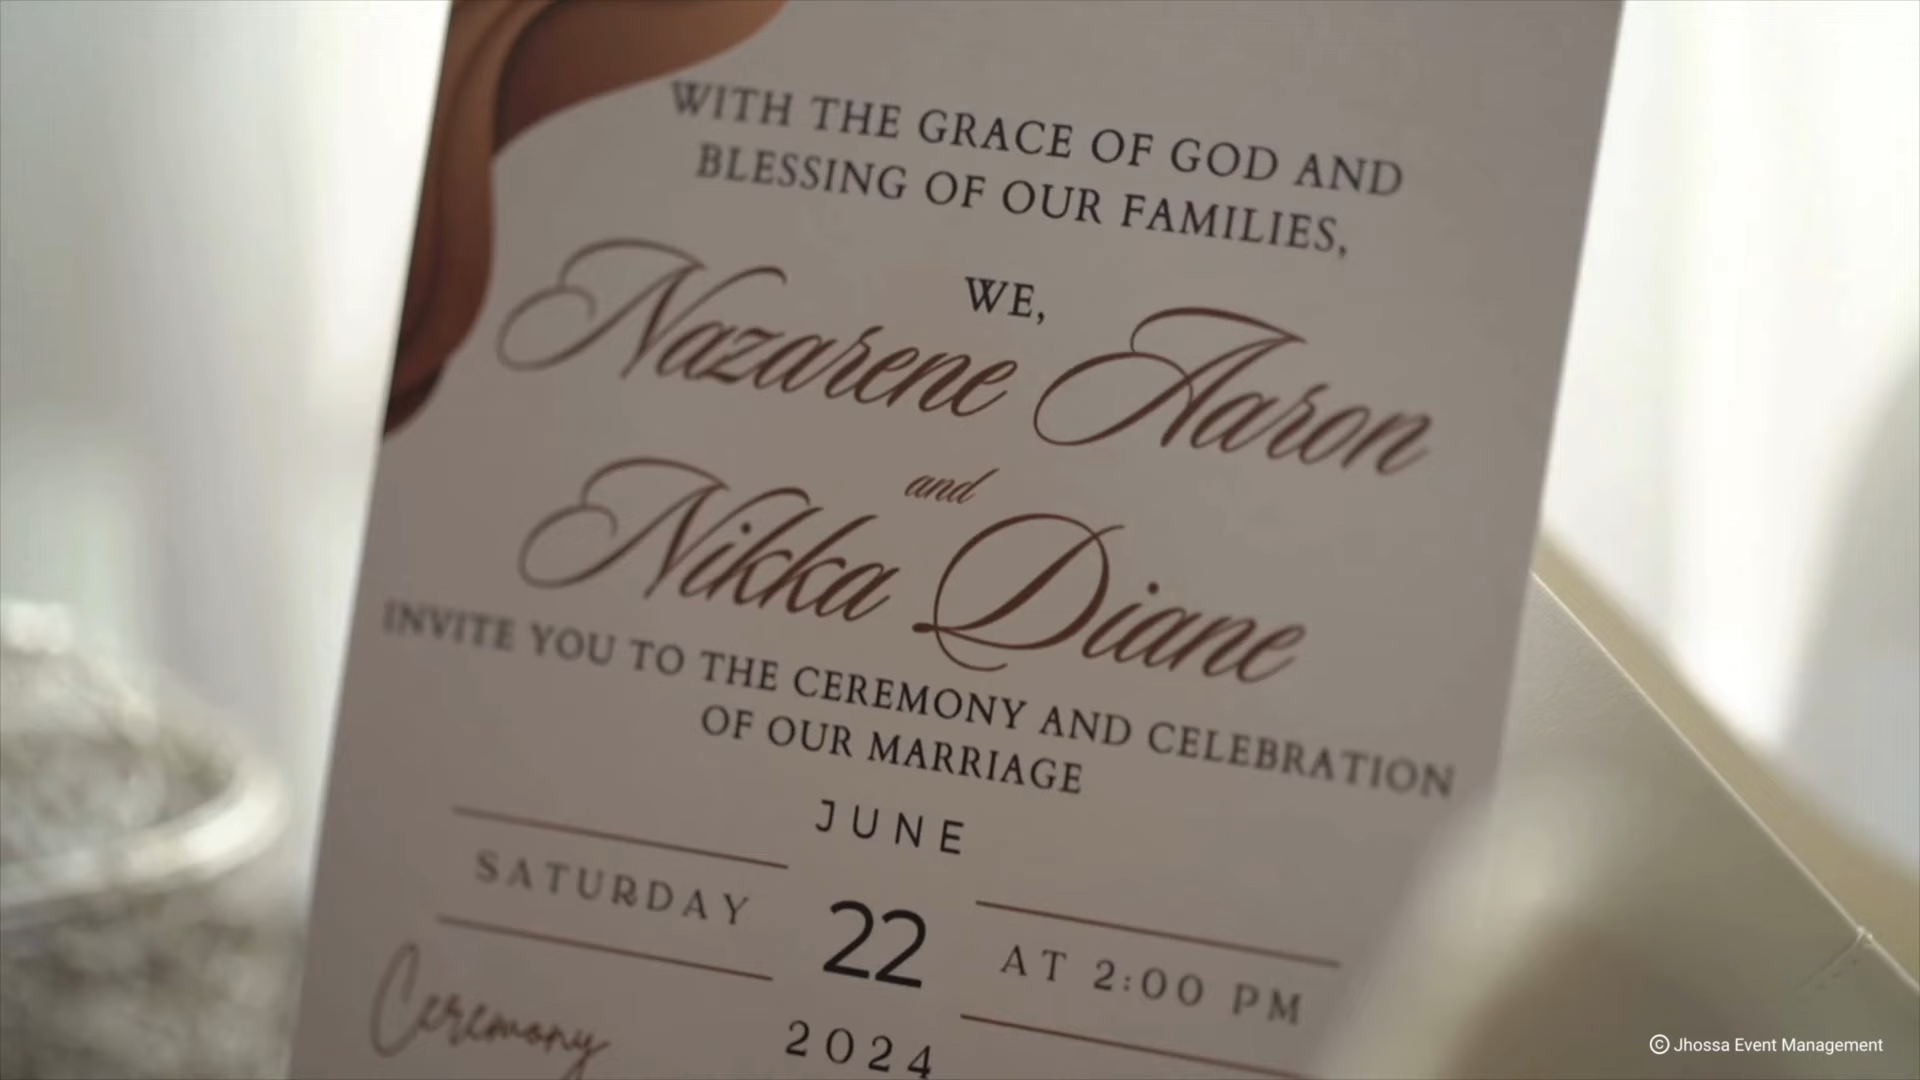 WITH THE GRACE OF GOD AND
BLESSING OF OUR FAMILIES,
WE,
Nazarene Aaron
and
Nikka Diane
INVITE YOU TO THE CEREMONY AND CELEBRATION
OF OUR MARRIAGE
JUNE
SATURDAY
22
AT 2:00 PM
2024
Ceremony
© Jhossa Event Management